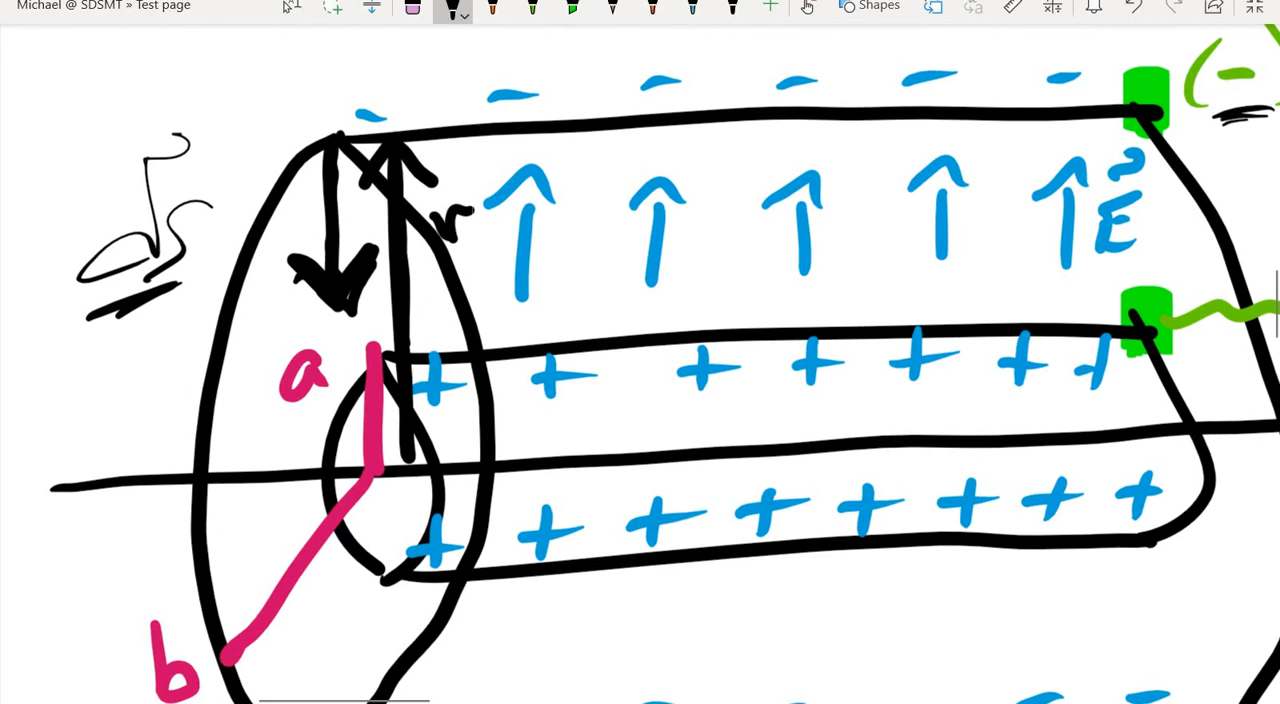 Michael @ SDSMT » Test page
Shapes
- - - - - - (-
r
E
a
+ + + + + + +
+ + + + + + +
b
- -